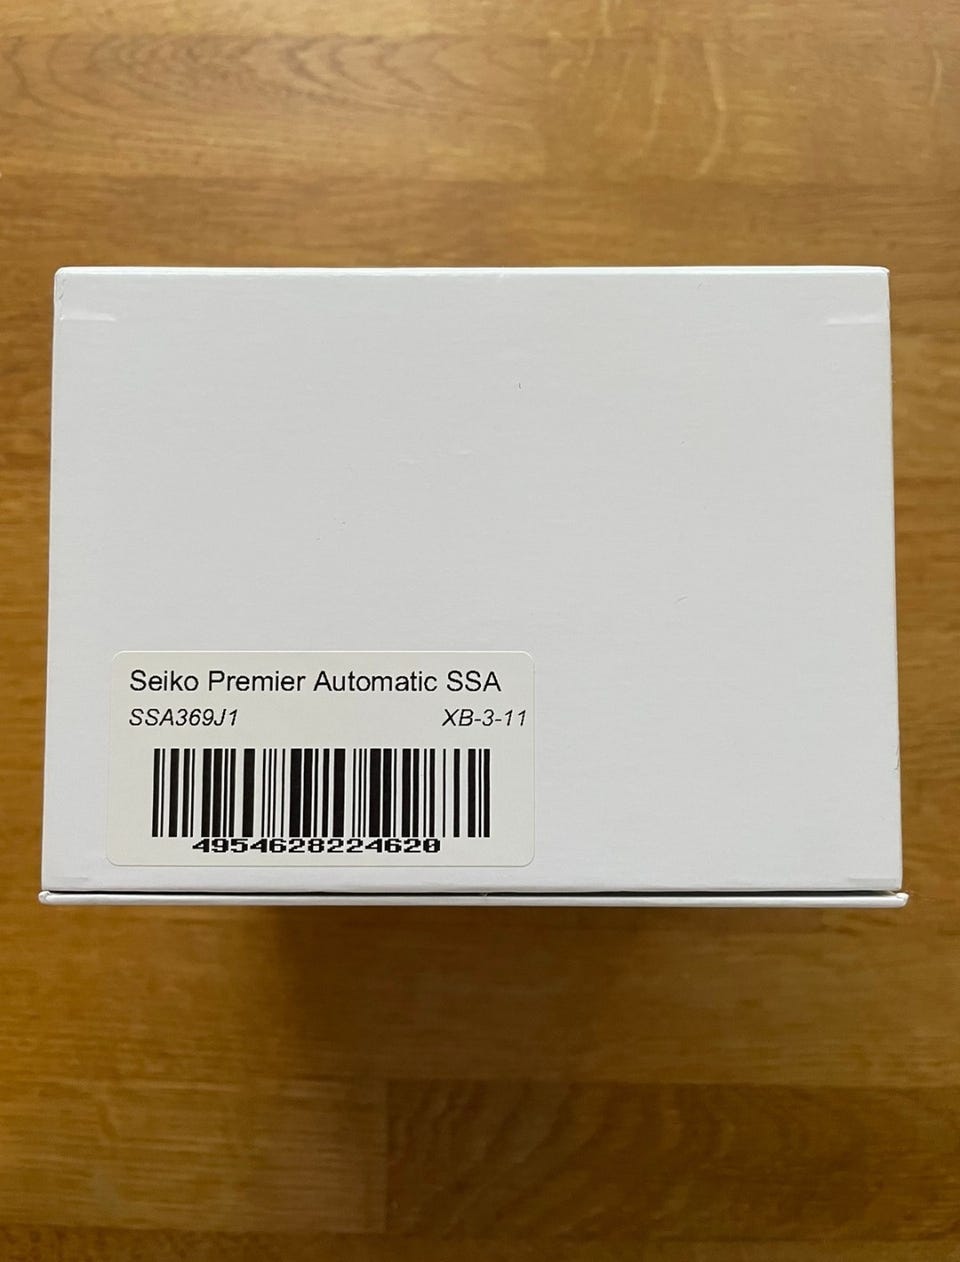 Seiko Premier Automatic SSA
SSA369J1 XB-3-11
4954628224620